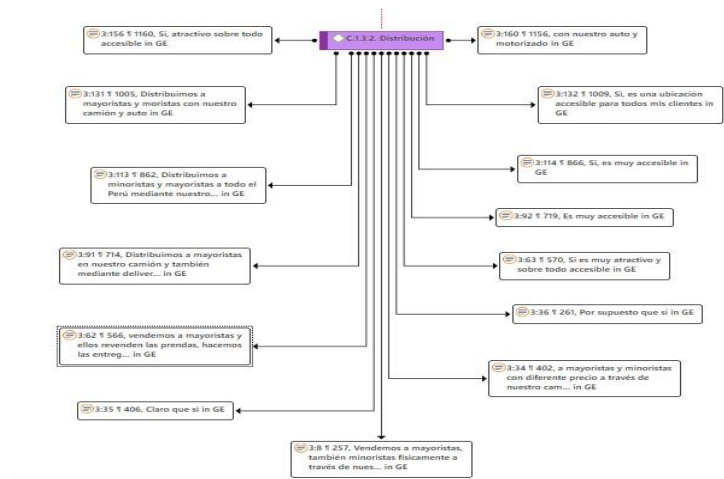 C.1.3.2. Distribución
3:156 ¶ 1160, Si, atractivo sobre todo
accesible in GE
3:160 ¶ 1156, con nuestro auto y
motorizado in GE
3:131 ¶ 1005, Distribuimos a
mayoristas y moristas con nuestro
camión y auto in GE
3:132 ¶ 1009, Si, es una ubicación
accesible para todos mis clientes in
GE
3:113 ¶ 862, Distribuimos a
minoristas y mayoristas a todo el
Perú mediante nuestro... in GE
3:114 ¶ 866, Si, es muy accesible in
GE
3:92 ¶ 719, Es muy accesible in GE
3:91 ¶ 714, Distribuimos a mayoristas
en nuestro camión y también
mediante deliver... in GE
3:63 ¶ 570, Si es muy atractivo y
sobre todo accesible in GE
3:36 ¶ 261, Por supuesto que si in GE
3:62 ¶ 566, vendemos a mayoristas y
ellos revenden las prendas, hacemos
las entreg... in GE
3:34 ¶ 402, a mayoristas y minoristas
con diferente precio a través de
nuestro cam... in GE
3:35 ¶ 406, Claro que si in GE
3:8 ¶ 257, Vendemos a mayoristas,
también minoristas físicamente a
través de nues... in GE